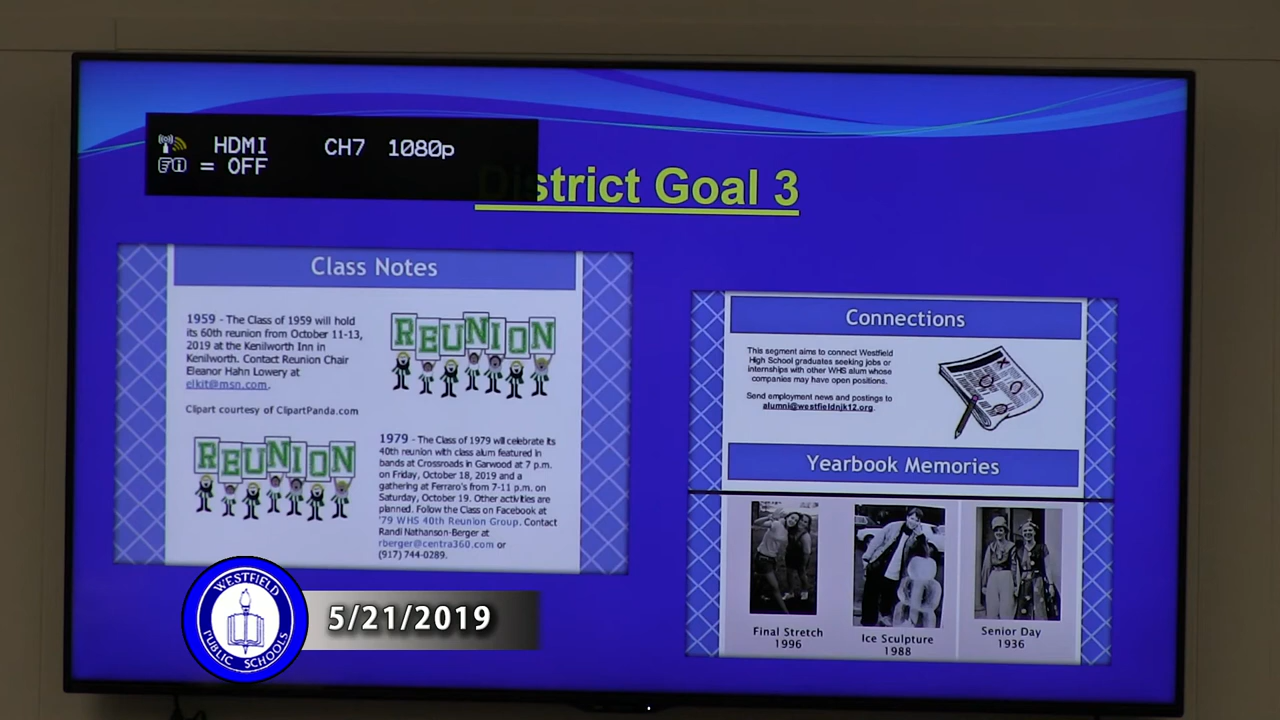 HDMI CH7 1080p
= OFF
District Goal 3
Class Notes
1959 - The Class of 1959 will hold
its 60th reunion from October 11-13,
2019 at the Kenilworth Inn in
Kenilworth. Contact Reunion Chair
Eleanor Hahn Lowery at
elkit@msn.com.
Clipart courtesy of ClipartPanda.com
REUNION
REUNION
1979 - The Class of 1979 will celebrate its
40th reunion with class alum featured in
bands at Crossroads in Garwood at 7 p.m.
on Friday, October 18, 2019 and a
gathering at Ferraro's from 7-11 p.m. on
Saturday, October 19. Other activities are
planned. Follow the Class on Facebook at
'79 WHS 40th Reunion Group. Contact
Randi Nathanson-Berger at
rberger@centra360.com or
(917) 744-0289.
Connections
This segment aims to connect Westfield
High School graduates seeking jobs or
internships with other WHS alum whose
companies may have open positions.
Send employment news and postings to
alumni@westfieldnjk12.org.
Yearbook Memories
Final Stretch
1996
Ice Sculpture
1988
Senior Day
1936
WESTFIELD
PUBLIC SCHOOLS
5/21/2019